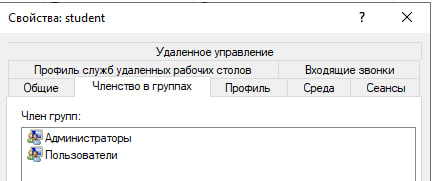 Свойства: student
Удаленное управление
Профиль служб удаленных рабочих столов
Входящие звонки
Общие
Членство в группах
Профиль
Среда
Сеансы
Член групп:
Администраторы
Пользователи